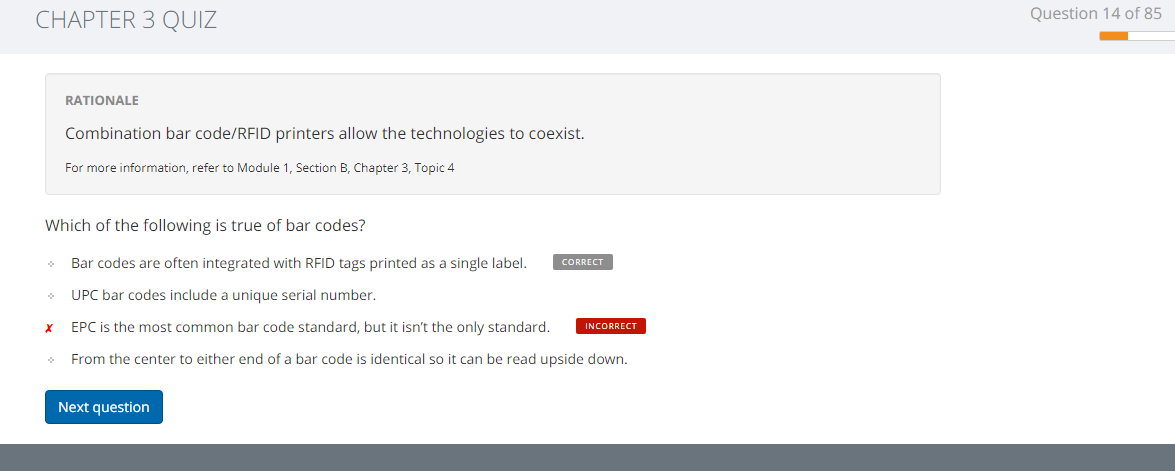 CHAPTER 3 QUIZ
Question 14 of 85
RATIONALE
Combination bar code/RFID printers allow the technologies to coexist.
For more information, refer to Module 1, Section B, Chapter 3, Topic 4
Which of the following is true of bar codes?
Bar codes are often integrated with RFID tags printed as a single label. CORRECT
UPC bar codes include a unique serial number.
✗ EPC is the most common bar code standard, but it isn't the only standard. INCORRECT
From the center to either end of a bar code is identical so it can be read upside down.
Next question